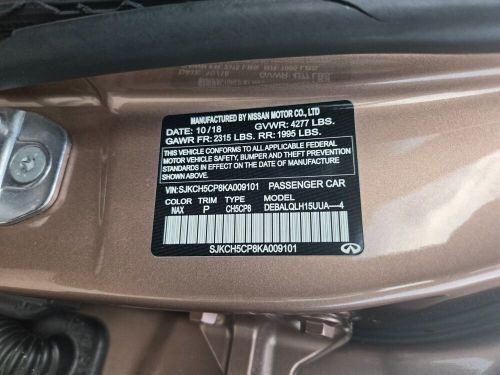 MANUFACTURED BY NISSAN MOTOR CO., LTD
DATE: 10/18 GVWR: 4277 LBS.
GAWR FR: 2315 LBS. RR: 1995 LBS.
THIS VEHICLE CONFORMS TO ALL APPLICABLE FEDERAL
MOTOR VEHICLE SAFETY, BUMPER AND THEFT PREVENTION
STANDARDS IN EFFECT ON THE DATE OF MANUFACTURE
SHOWN ABOVE.
VIN: SJKCH5CP8KA009101 PASSENGER CAR
COLOR TRIM TYPE MODEL
NAX P CH5CP8 DEBALQLH15UUA—4
SJKCH5CP8KA009101